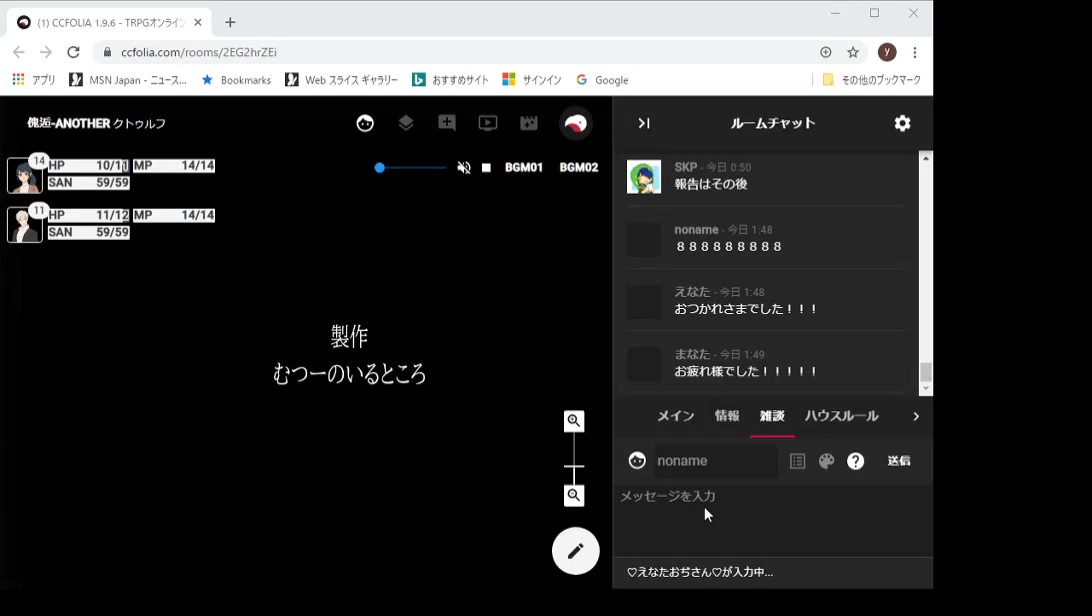 (1) CCFOLIA 1.9.6 - TRPGオンライン
ccfolia.com/rooms/2EG2hrZEi
y
アプリ MSN Japan - ニュース... Bookmarks Web スライス ギャラリー おすすめサイト サインイン Google その他のブックマーク
傀逅-ANOTHER クトゥルフ
ルームチャット
14
HP 10/11 MP 14/14
SAN 59/59
BGM01 BGM02
11
HP 11/12 MP 14/14
SAN 59/59
製作
むつーのいるところ
SKP - 今日 0:50
報告はその後
noname - 今日 1:48
８８８８８８８８８
えなた - 今日 1:48
おつかれさまでした！！！
まなた - 今日 1:49
お疲れ様でした！！！！！
メイン 情報 雑談 ハウスルール
noname
送信
メッセージを入力
♡えなたおぢさん♡が入力中...